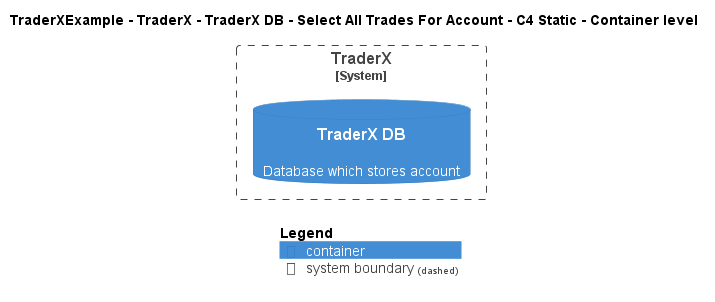 TraderXExample - TraderX - TraderX DB - Select All Trades For Account - C4 Static - Container level
TraderX
[System]
TraderX DB
Database which stores account
Legend
container
system boundary (dashed)